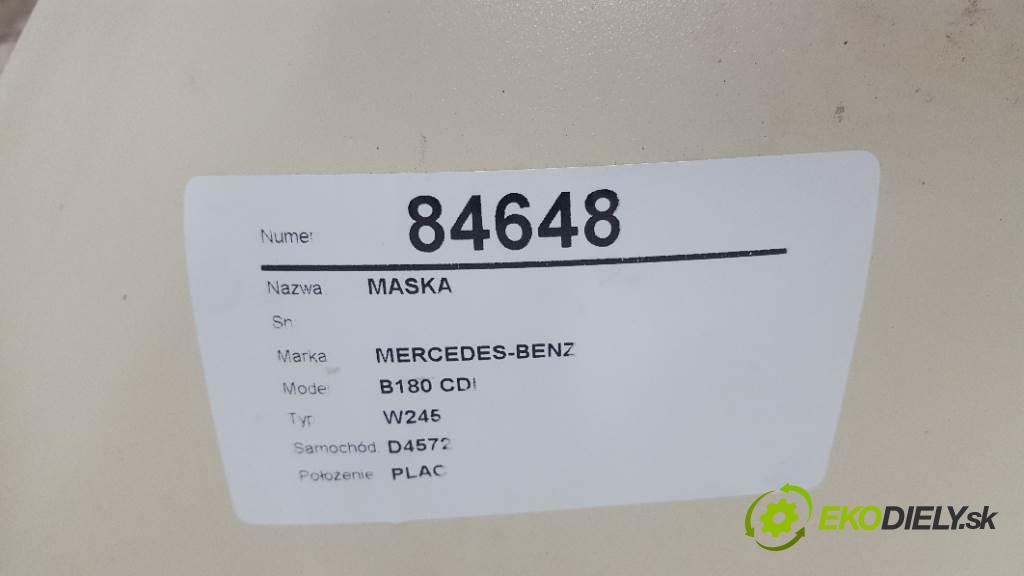 Numer 84648
Nazwa MASKA
Sn
Marka MERCEDES-BENZ
Model B180 CDI
Typ W245
Samochód D4572
Położenie PLAC
EKODIELY.sk